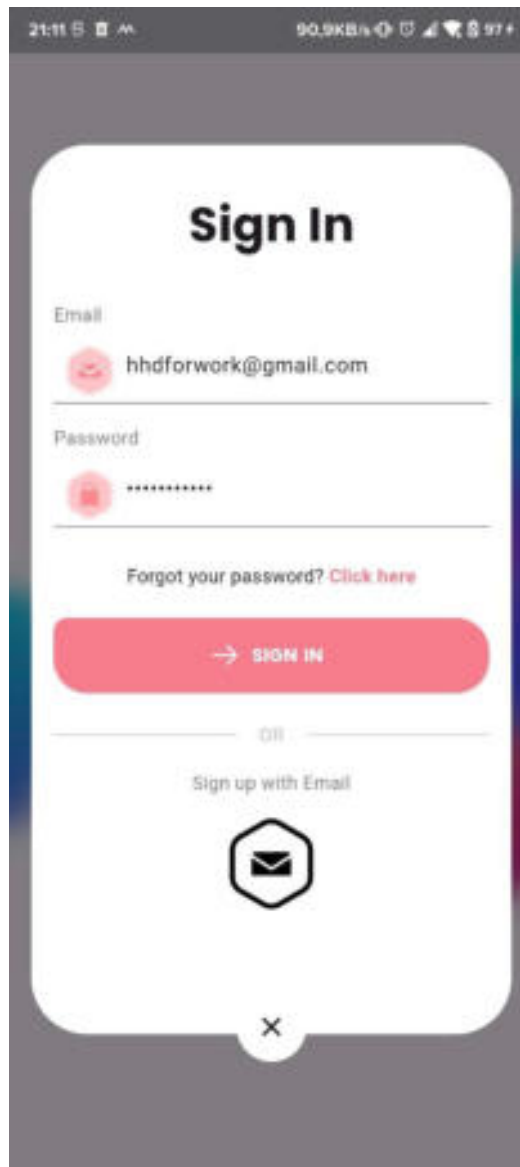 21:11
90,9KB/s 97
Sign In
Email
hhdforwork@gmail.com
Password
•••••••••••
Forgot your password? Click here
SIGN IN
OR
Sign up with Email